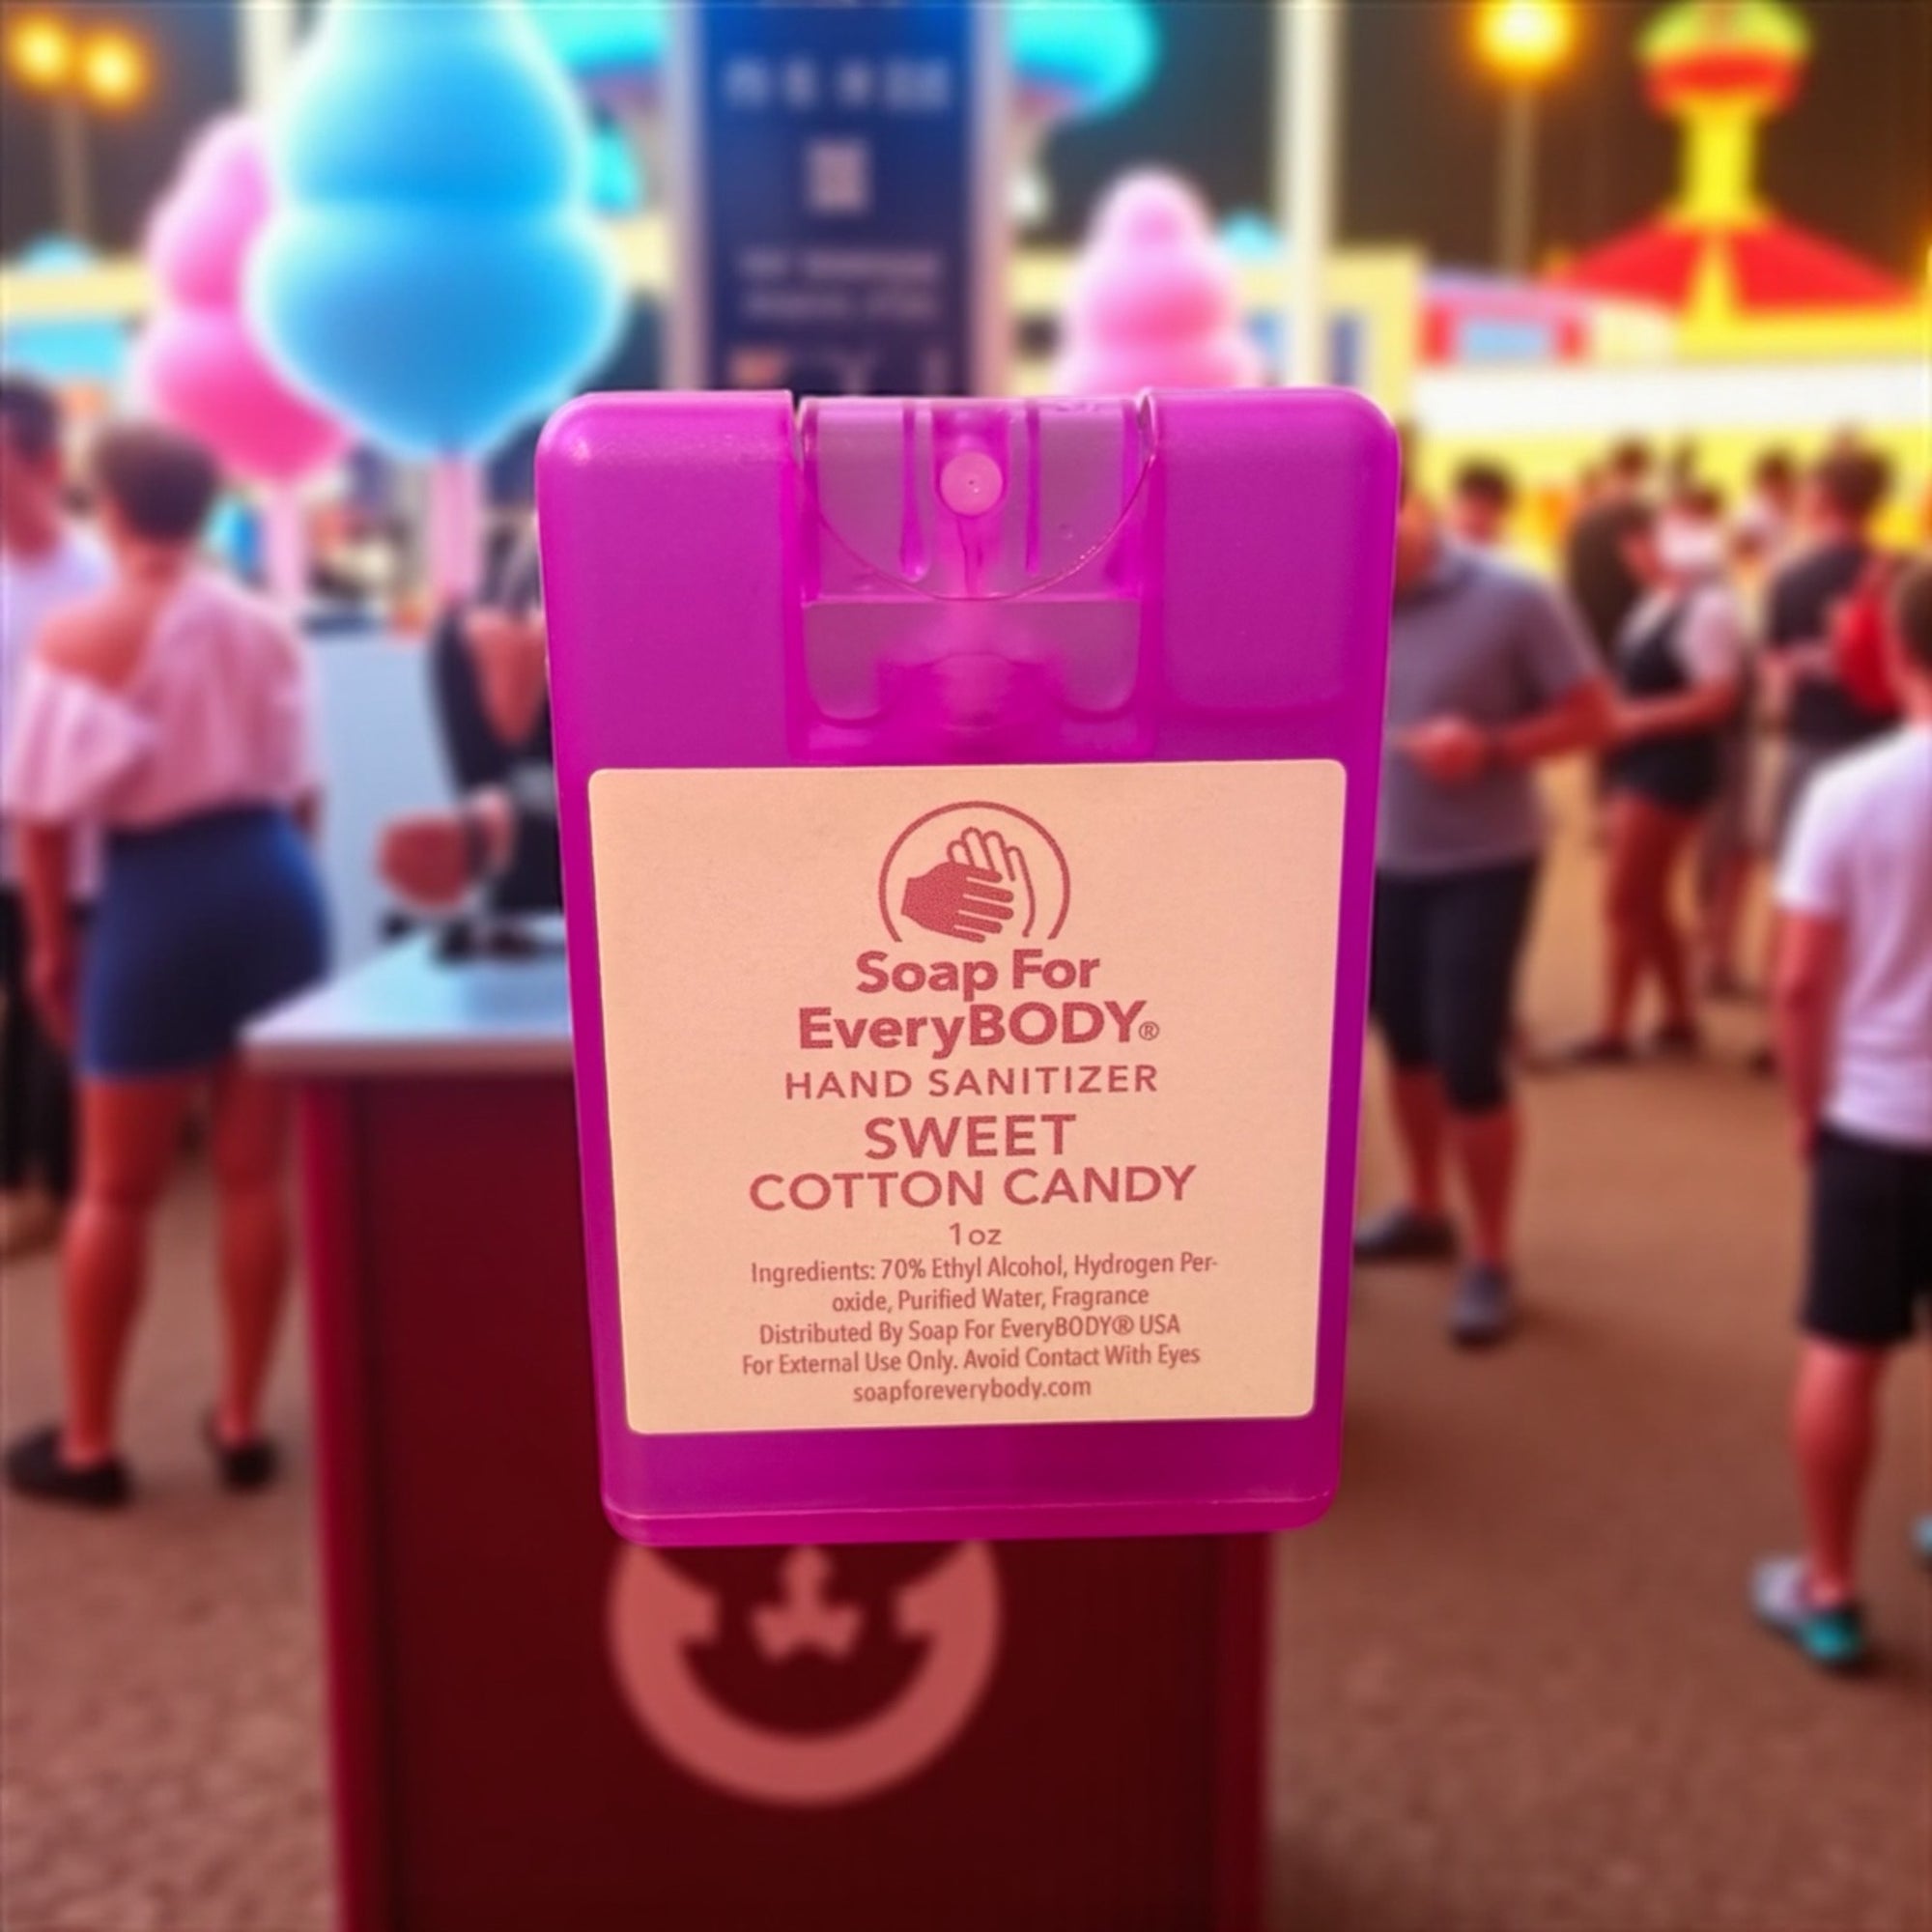 Soap For
EveryBODY®
HAND SANITIZER
SWEET
COTTON CANDY
1oz
Ingredients: 70% Ethyl Alcohol, Hydrogen Per-
oxide, Purified Water, Fragrance
Distributed By Soap For EveryBODY® USA
For External Use Only. Avoid Contact With Eyes
soapforeverybody.com